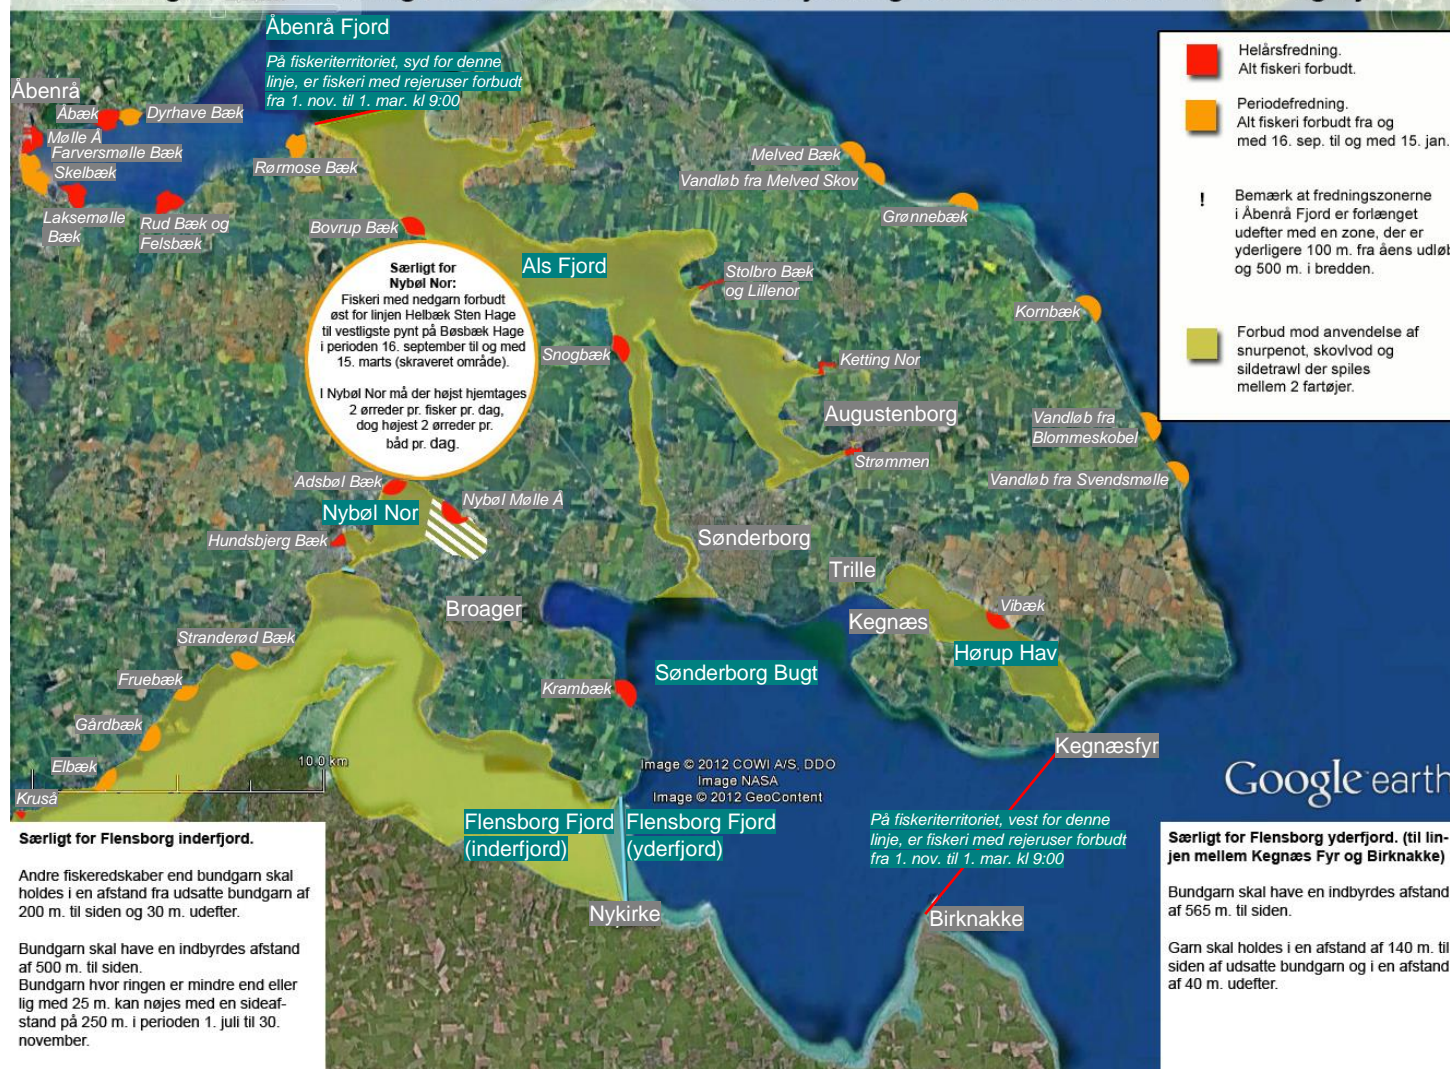 Åbenrå Fjord
På fiskeriterritoriet, syd for denne
linje, er fiskeri med rejeruser forbudt
fra 1. nov. til 1. mar. kl 9:00
Åbenrå
Åbæk
Dyrhave Bæk
Mølle Å
Farversmølle Bæk
Skelbæk
Laksemølle
Bæk
Rud Bæk og
Felsbæk
Rørmose Bæk
Bovrup Bæk
Melved Bæk
Vandløb fra Melved Skov
Grønnebæk
Helårsfredning.
Alt fiskeri forbudt.
Periodefredning.
Alt fiskeri forbudt fra og
med 16. sep. til og med 15. jan.
!
Bemærk at fredningszonerne
i Åbenrå Fjord er forlænget
udefter med en zone, der er
yderligere 100 m. fra åens udløb
og 500 m. i bredden.
Forbud mod anvendelse af
snurpenot, skovlvod og
sildetrawl der spiles
mellem 2 fartøjer.
Særligt for
Nybøl Nor:
Fiskeri med nedgarn forbudt
øst for linjen Helbæk Sten Hage
til vestligste pynt på Bøsbæk Hage
i perioden 16. september til og med
15. marts (skraveret område).
I Nybøl Nor må der højst hjemtages
2 ørreder pr. fisker pr. dag,
dog højest 2 ørreder pr.
båd pr. dag.
Als Fjord
Stolbro Bæk
og Lillenor
Kornbæk
Snogbæk
Ketting Nor
Augustenborg
Vandløb fra
Blommeskobel
Strømmen
Vandløb fra Svendsmølle
Adsbøl Bæk
Nybøl Nor
Nybøl Mølle Å
Hundsbjerg Bæk
Sønderborg
Trille
Broager
Kegnæs
Vibæk
Stranderød Bæk
Hørup Hav
Fruebæk
Sønderborg Bugt
Krambæk
Gårdbæk
Kegnæsfyr
Elbæk
10.0 km
Image © 2012 COWI A/S, DDO
Image NASA
Image © 2012 GeoContent
Google earth
Kruså
Flensborg Fjord
(inderfjord)
Flensborg Fjord
(yderfjord)
På fiskeriterritoriet, vest for denne
linje, er fiskeri med rejeruser forbudt
fra 1. nov. til 1. mar. kl 9:00
Nykirke
Birknakke
Særligt for Flensborg inderfjord.
Andre fiskeredskaber end bundgarn skal
holdes i en afstand fra udsatte bundgarn af
200 m. til siden og 30 m. udefter.
Bundgarn skal have en indbyrdes afstand
af 500 m. til siden.
Bundgarn hvor ringen er mindre end eller
lig med 25 m. kan nøjes med en sideaf-
stand på 250 m. i perioden 1. juli til 30.
november.
Særligt for Flensborg yderfjord. (til lin-
jen mellem Kegnæs Fyr og Birknakke)
Bundgarn skal have en indbyrdes afstand
af 565 m. til siden.
Garn skal holdes i en afstand af 140 m. til
siden af udsatte bundgarn og i en afstand
af 40 m. udefter.